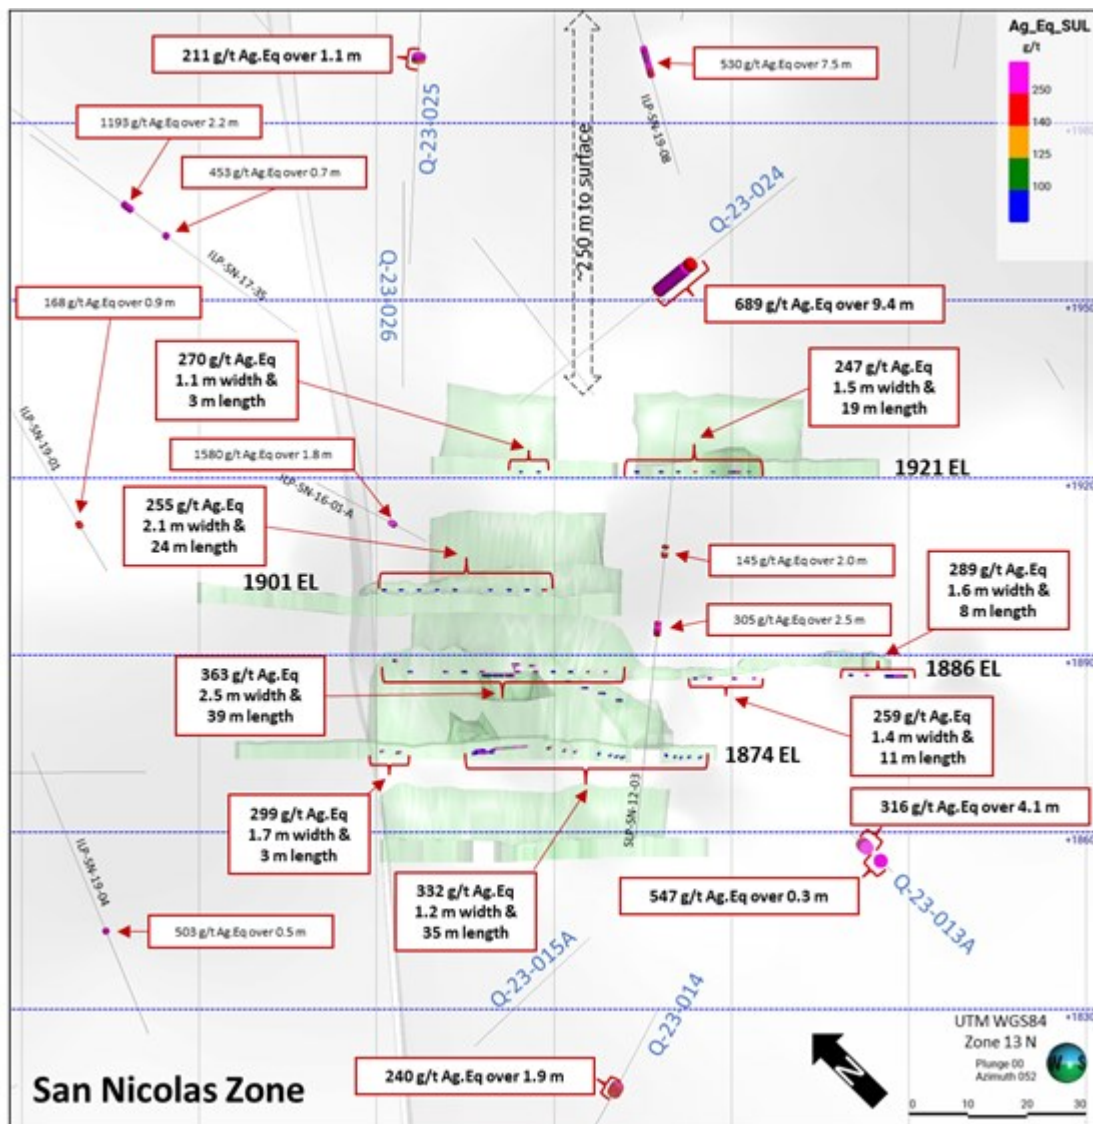 Ag_Eq_SUL
g/t
250
140
125
100
211 g/t Ag.Eq over 1.1 m
530 g/t Ag.Eq over 7.5 m
1193 g/t Ag.Eq over 2.2 m
453 g/t Ag.Eq over 0.7 m
Q-23-025
ILP-SN-19-08
~250 m to surface
+1980
Q-23-024
ILP-SN-17-35
Q-23-026
168 g/t Ag.Eq over 0.9 m
689 g/t Ag.Eq over 9.4 m
+1950
270 g/t Ag.Eq
1.1 m width &
3 m length
247 g/t Ag.Eq
1.5 m width &
19 m length
ILP-SN-19-01
1580 g/t Ag.Eq over 1.8 m
ILP-SN-16-01-A
1921 EL
+1920
255 g/t Ag.Eq
2.1 m width &
24 m length
145 g/t Ag.Eq over 2.0 m
1901 EL
289 g/t Ag.Eq
1.6 m width &
8 m length
305 g/t Ag.Eq over 2.5 m
+1890
1886 EL
363 g/t Ag.Eq
2.5 m width &
39 m length
259 g/t Ag.Eq
1.4 m width &
11 m length
1874 EL
299 g/t Ag.Eq
1.7 m width &
3 m length
SLP-SN-12-03
316 g/t Ag.Eq over 4.1 m
+1860
332 g/t Ag.Eq
1.2 m width &
35 m length
547 g/t Ag.Eq over 0.3 m
ILP-SN-19-04
Q-23-013A
503 g/t Ag.Eq over 0.5 m
Q-23-015A
Q-23-014
+1830
UTM WGS84
Zone 13 N
Plunge 00
Azimuth 052
W S
N
240 g/t Ag.Eq over 1.9 m
San Nicolas Zone
0 10 20 30